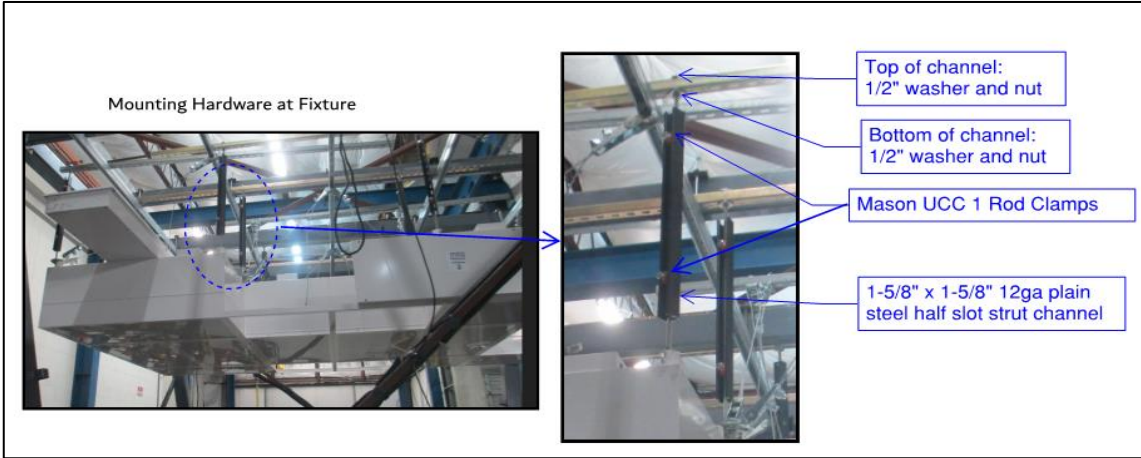 Mounting Hardware at Fixture
Top of channel:
1/2" washer and nut
Bottom of channel:
1/2" washer and nut
Mason UCC 1 Rod Clamps
1-5/8" x 1-5/8" 12ga plain
steel half slot strut channel